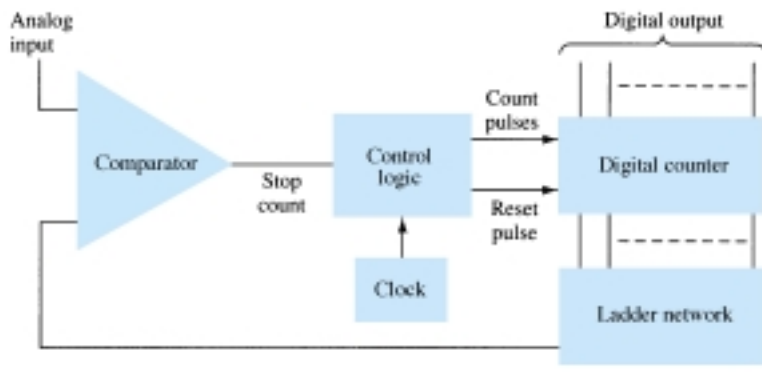 Analog
input
Digital output
Comparator
Stop
count
Control
logic
Count
pulses
Reset
pulse
Digital counter
Clock
Ladder network